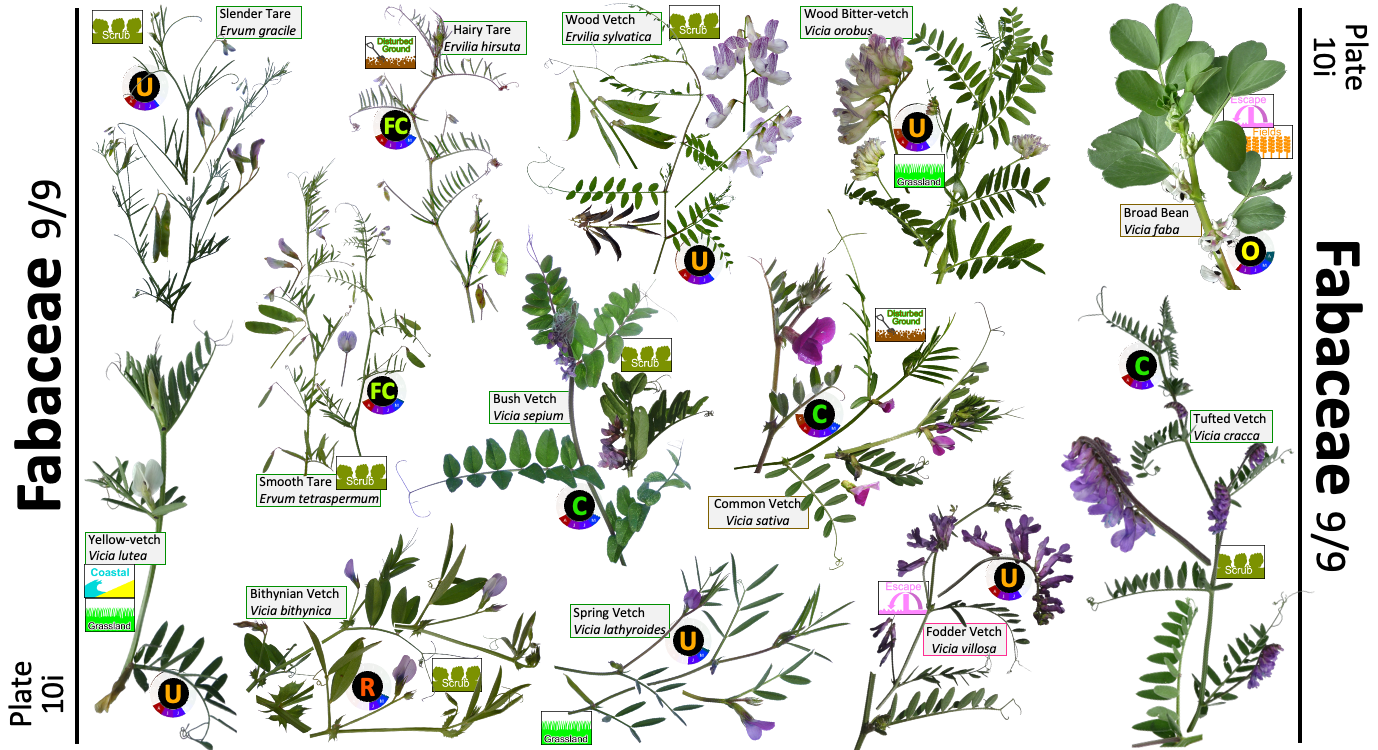 Fabaceae 9/9
Plate
10i
Scrub
Slender Tare
Ervum gracile
U
Disturbed
Ground
Hairy Tare
Ervilia hirsuta
FC
Wood Vetch
Ervilia sylvatica
Scrub
U
Wood Bitter-vetch
Vicia orobus
U
Grassland
Escape
Fields
Broad Bean
Vicia faba
O
Plate
10i
Fabaceae 9/9
FC
Smooth Tare
Ervum tetraspermum
Scrub
Bush Vetch
Vicia sepium
Scrub
C
Disturbed
Ground
C
Common Vetch
Vicia sativa
C
Tufted Vetch
Vicia cracca
Scrub
Yellow-vetch
Vicia lutea
Coastal
Grassland
U
Bithynian Vetch
Vicia bithynica
R
Scrub
Spring Vetch
Vicia lathyroides
U
Grassland
Escape
U
Fodder Vetch
Vicia villosa